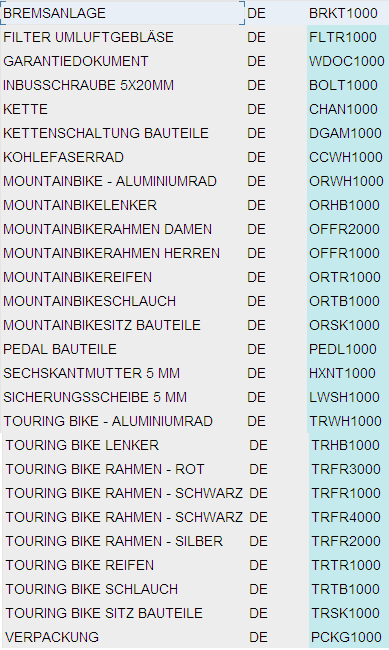 BREMSANLAGE DE BRKT1000
FILTER UMLUFTGEBLÄSE DE FLTR1000
GARANTIEDOKUMENT DE WDOC1000
INBUSSCHRAUBE 5X20MM DE BOLT1000
KETTE DE CHAN1000
KETTENSCHALTUNG BAUTEILE DE DGAM1000
KOHLEFASERRAD DE CCWH1000
MOUNTAINBIKE - ALUMINIUMRAD DE ORWH1000
MOUNTAINBIKELENKER DE ORHB1000
MOUNTAINBIKERAHMEN DAMEN DE OFFR2000
MOUNTAINBIKERAHMEN HERREN DE OFFR1000
MOUNTAINBIKEREIFEN DE ORTR1000
MOUNTAINBIKESCHLAUCH DE ORTB1000
MOUNTAINBIKESITZ BAUTEILE DE ORSK1000
PEDAL BAUTEILE DE PEDL1000
SECHSKANTMUTTER 5 MM DE HXNT1000
SICHERUNGSSCHEIBE 5 MM DE LWSH1000
TOURING BIKE - ALUMINIUMRAD DE TRWH1000
TOURING BIKE LENKER DE TRHB1000
TOURING BIKE RAHMEN - ROT DE TRFR3000
TOURING BIKE RAHMEN - SCHWARZ DE TRFR1000
TOURING BIKE RAHMEN - SCHWARZ DE TRFR4000
TOURING BIKE RAHMEN - SILBER DE TRFR2000
TOURING BIKE REIFEN DE TRTR1000
TOURING BIKE SCHLAUCH DE TRTB1000
TOURING BIKE SITZ BAUTEILE DE TRSK1000
VERPACKUNG DE PCKG1000